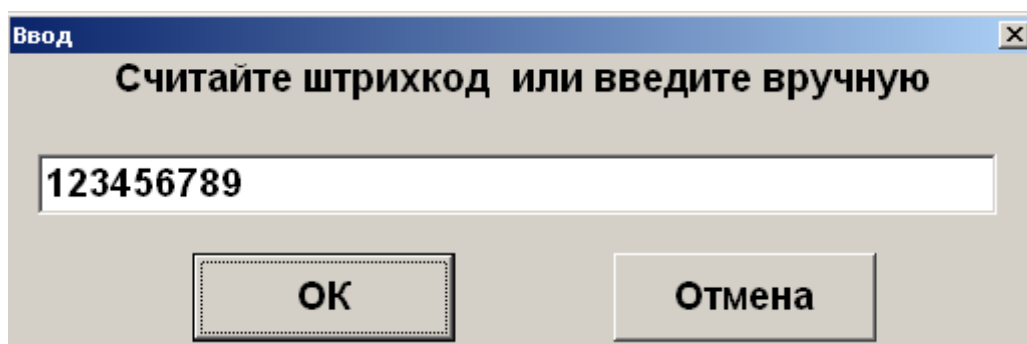 Ввод
Считайте штрихкод  или введите вручную
123456789
ОК
Отмена